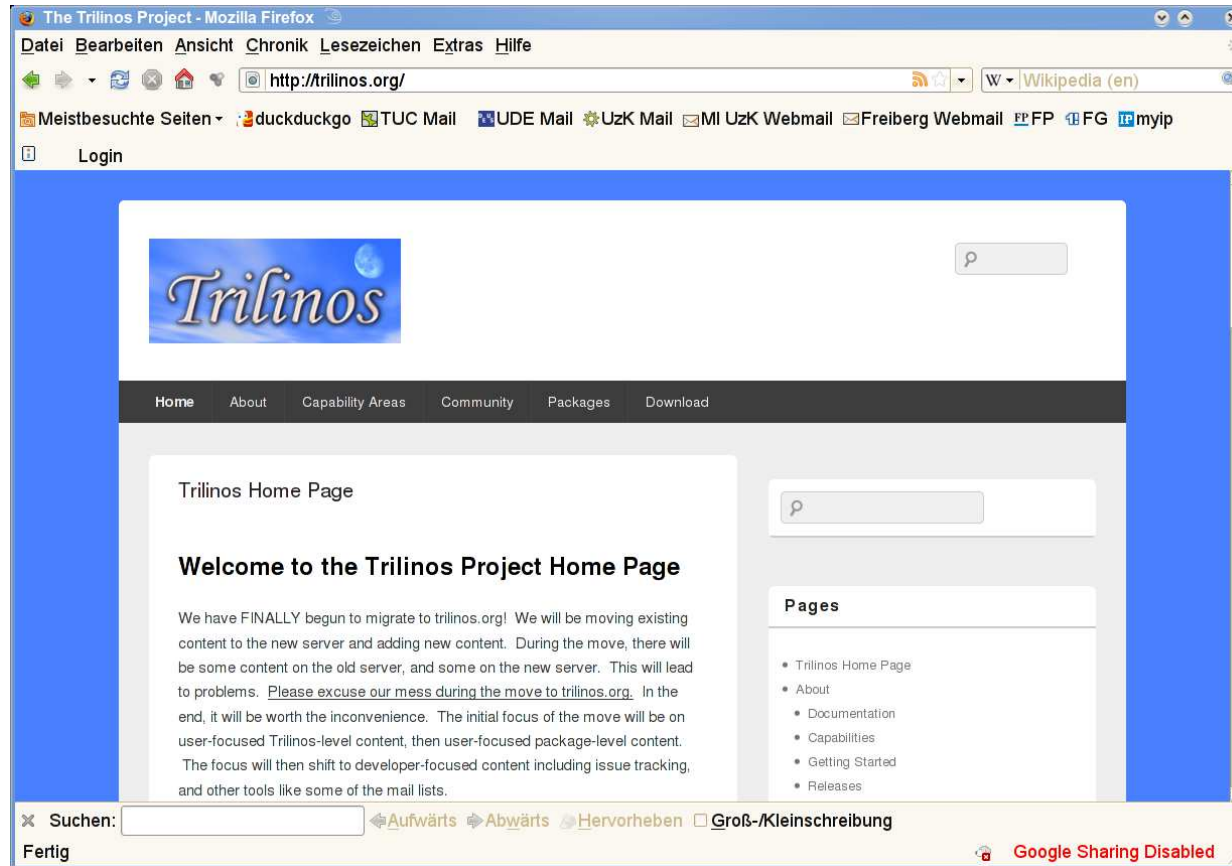 The Trilinos Project - Mozilla Firefox
Datei Bearbeiten Ansicht Chronik Lesezeichen Extras Hilfe
http://trilinos.org/ W Wikipedia (en)
Meistbesuchte Seiten duckduckgo TUC Mail UDE Mail UzK Mail MI UzK Webmail Freiberg Webmail FP FP FG IP myip
Login
Trilinos
Home About Capability Areas Community Packages Download
Trilinos Home Page
Welcome to the Trilinos Project Home Page
We have FINALLY begun to migrate to trilinos.org! We will be moving existing
content to the new server and adding new content. During the move, there will
be some content on the old server, and some on the new server. This will lead
to problems. Please excuse our mess during the move to trilinos.org. In the
end, it will be worth the inconvenience. The initial focus of the move will be on
user-focused Trilinos-level content, then user-focused package-level content.
The focus will then shift to developer-focused content including issue tracking,
and other tools like some of the mail lists.
Pages
• Trilinos Home Page
• About
• Documentation
• Capabilities
• Getting Started
• Releases
Suchen: Aufwärts Abwärts Hervorheben Groß-/Kleinschreibung
Fertig Google Sharing Disabled